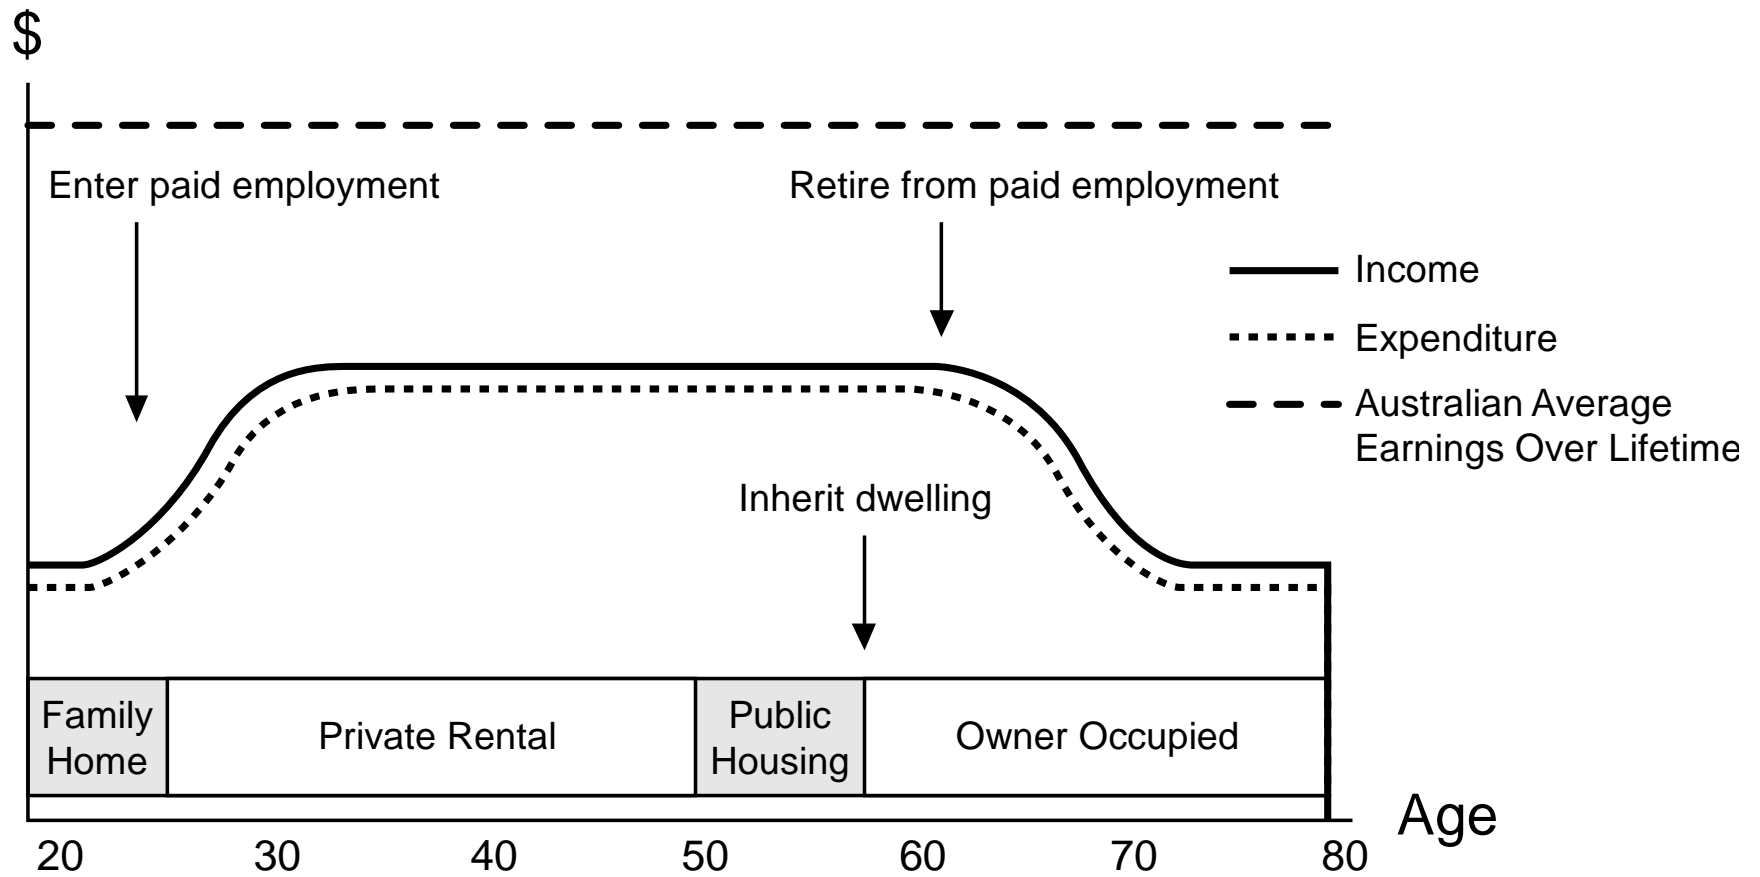 $
Enter paid employment
Retire from paid employment
Income
Expenditure
Australian Average
Earnings Over Lifetime
Inherit dwelling
Family
Home
Private Rental
Public
Housing
Owner Occupied
Age
20 30 40 50 60 70 80